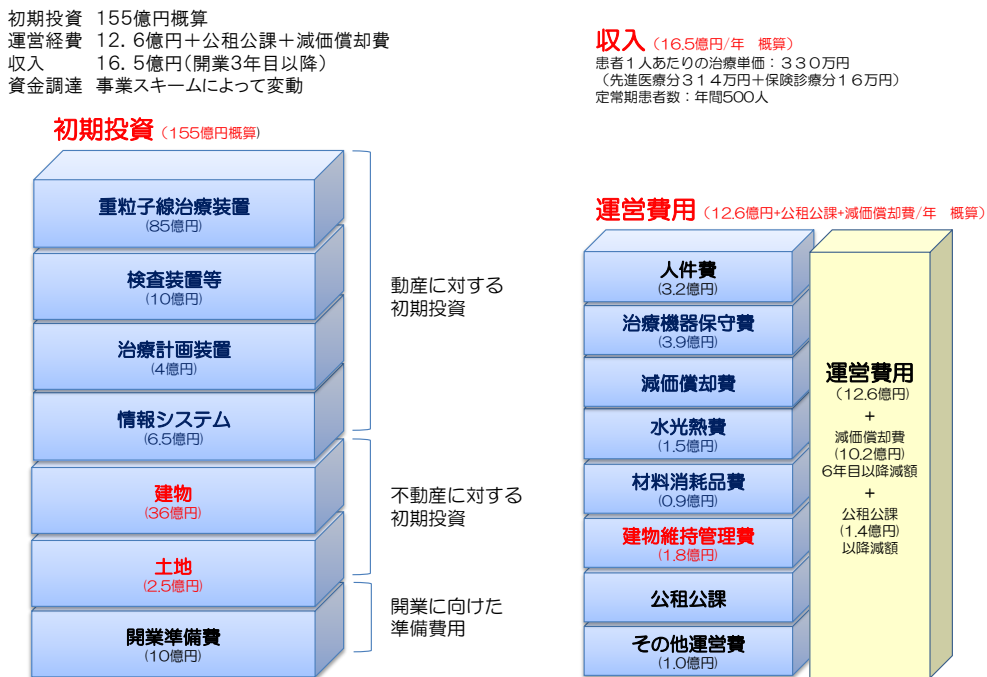 初期投資 155億円概算
運営経費 12．6億円＋公租公課＋減価償却費
収入 16．5億円（開業3年目以降）
資金調達 事業スキームによって変動
初期投資（155億円概算）
重粒子線治療装置
（85億円）
検査装置等
（10億円）
治療計画装置
（4億円）
情報システム
（6.5億円）
建物
（36億円）
土地
（2.5億円）
開業準備費
（10億円）
動産に対する
初期投資
不動産に対する
初期投資
開業に向けた
準備費用
収入（16.5億円/年 概算）
患者１人あたりの治療単価：３３０万円
（先進医療分３１４万円＋保険診療分１６万円）
定常期患者数：年間500人
運営費用（12.6億円+公租公課+減価償却費/年 概算）
人件費
（3.2億円）
治療機器保守費
（3.9億円）
減価償却費
水光熱費
（1.5億円）
材料消耗品費
（0.9億円）
建物維持管理費
（1.8億円）
公租公課
その他運営費
（1.0億円）
運営費用
（12.6億円）
+
減価償却費
（10.2億円）
6年目以降減額
+
公租公課
（1.4億円）
以降減額